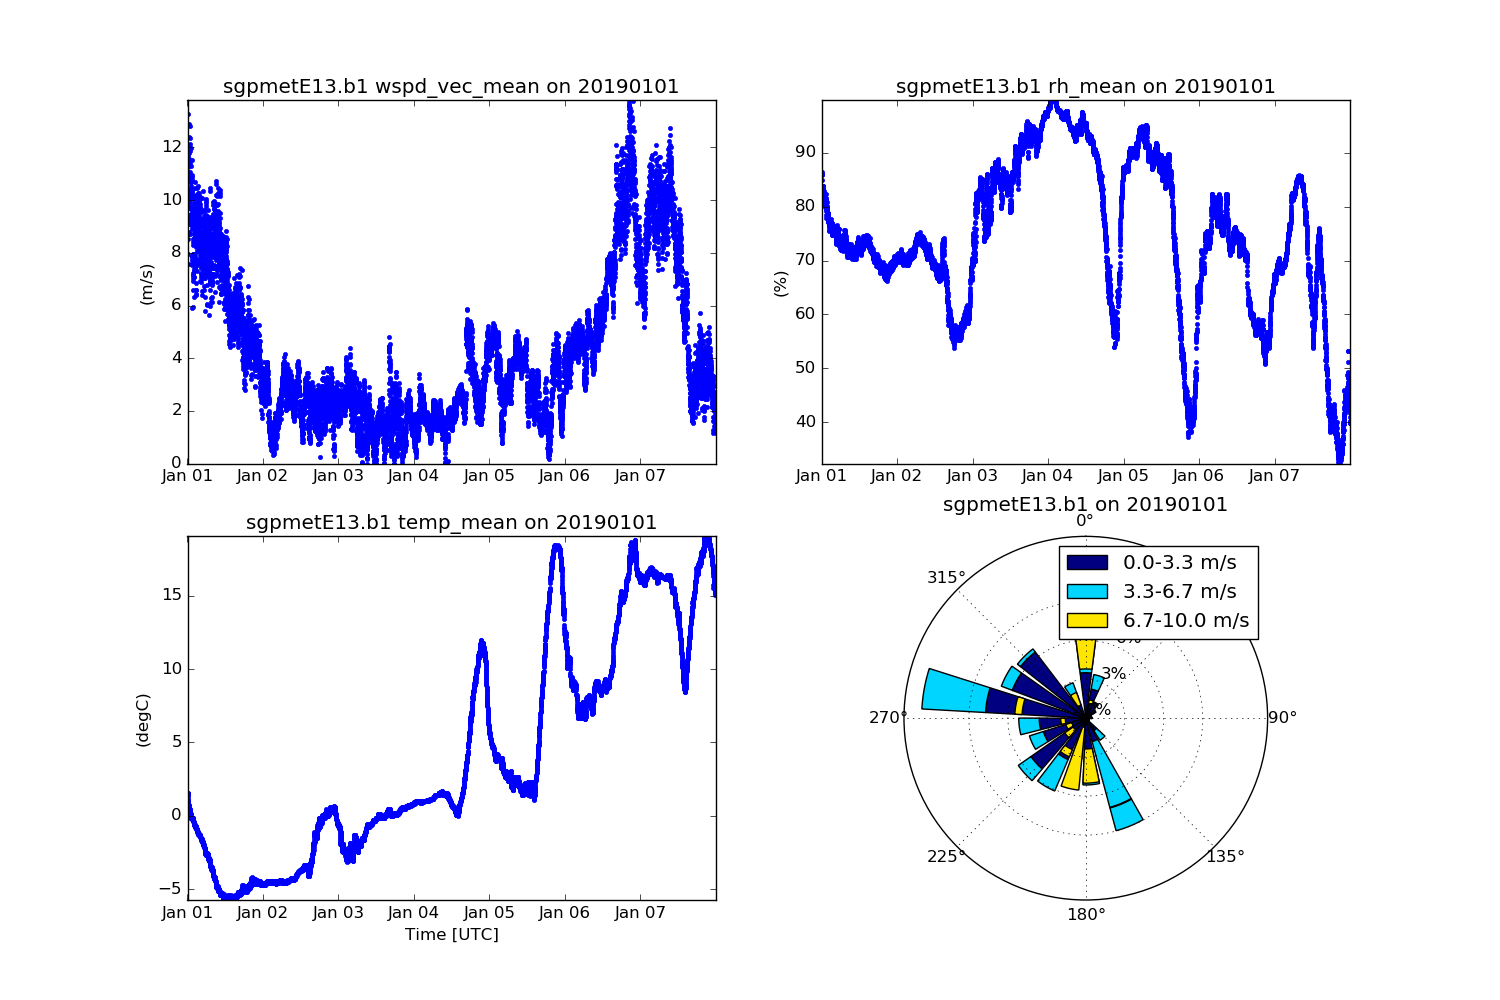 sgpmetE13.b1 wspd_vec_mean on 20190101
(m/s)
12
10
8
6
4
2
0
Jan 01 Jan 02 Jan 03 Jan 04 Jan 05 Jan 06 Jan 07
sgpmetE13.b1 rh_mean on 20190101
(%)
90
80
70
60
50
40
Jan 01 Jan 02 Jan 03 Jan 04 Jan 05 Jan 06 Jan 07
sgpmetE13.b1 temp_mean on 20190101
(degC)
15
10
5
0
−5
Jan 01 Jan 02 Jan 03 Jan 04 Jan 05 Jan 06 Jan 07
Time [UTC]
sgpmetE13.b1 on 20190101
0°
315°
0.0-3.3 m/s
3.3-6.7 m/s
6.7-10.0 m/s
3%
270°
90°
225°
135°
180°